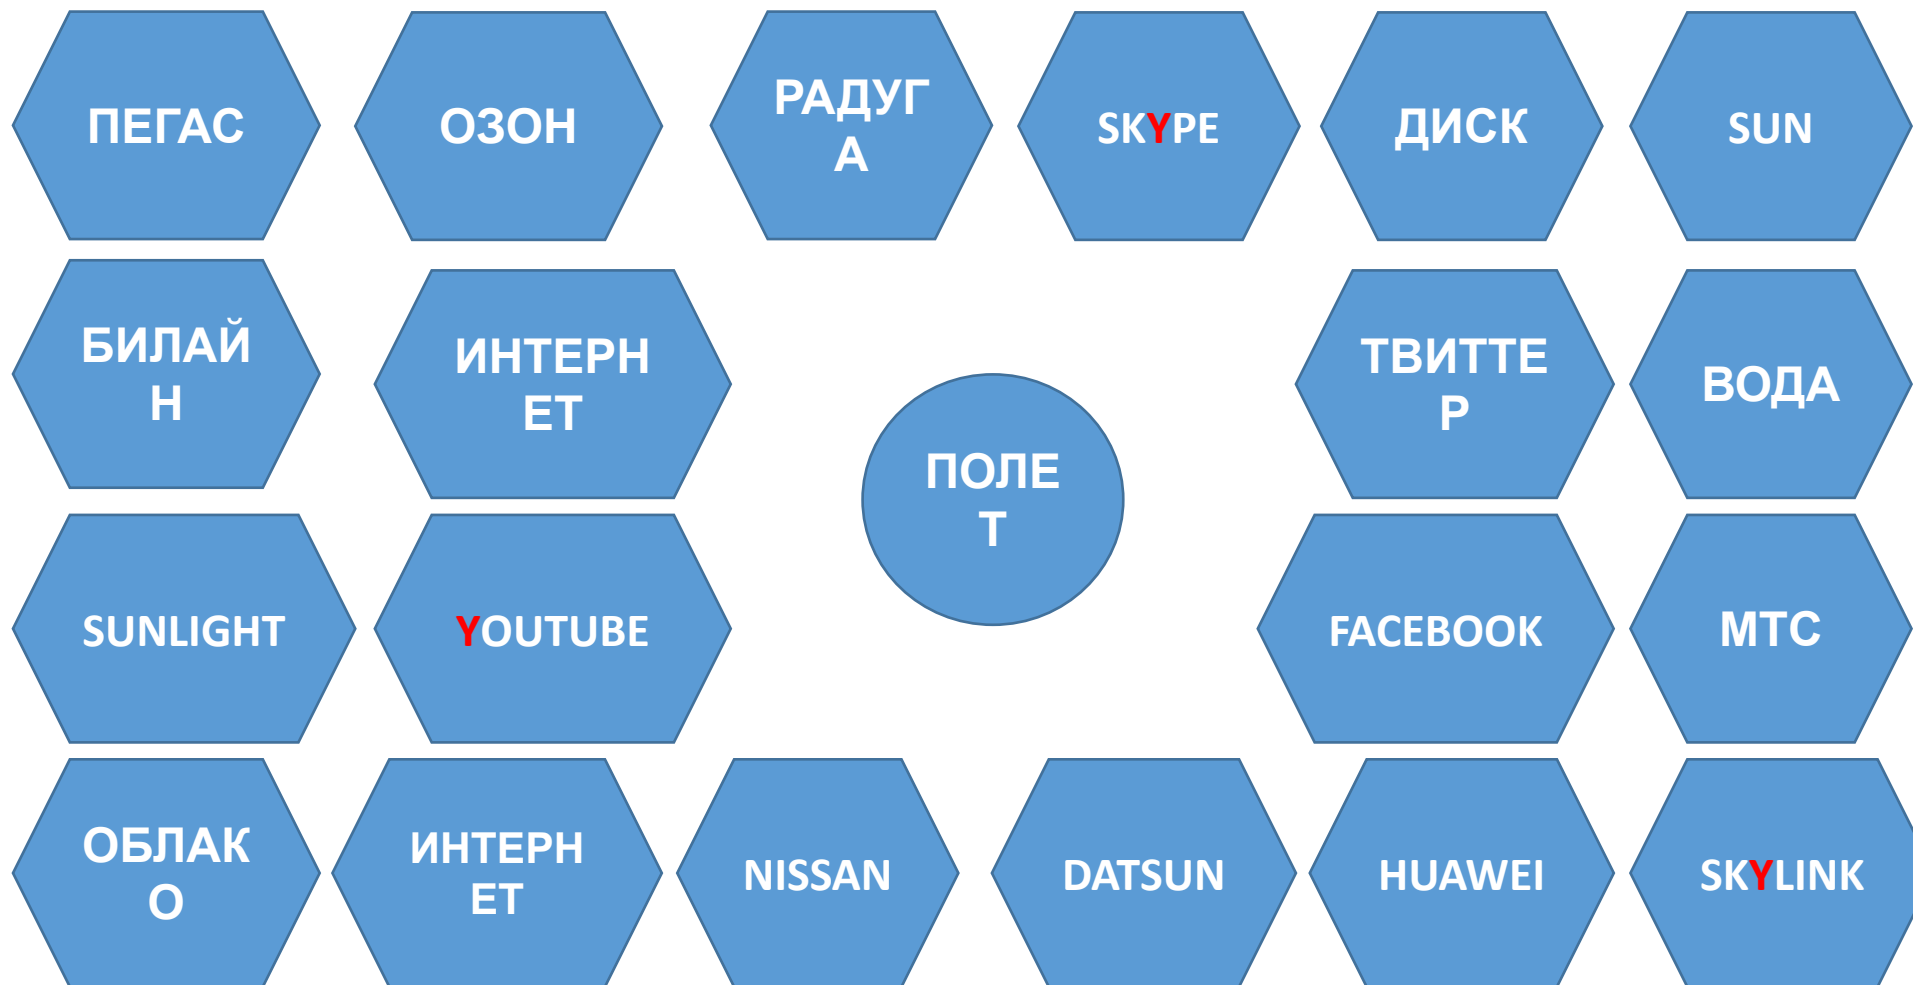 ПЕГАС
ОЗОН
РАДУГ
А
SKYPE
ДИСК
SUN
БИЛАЙ
Н
ИНТЕРН
ЕТ
ПОЛЕ
Т
ТВИТТЕ
Р
ВОДА
SUNLIGHT
YOUTUBE
FACEBOOK
МТС
ОБЛАК
О
ИНТЕРН
ЕТ
NISSAN
DATSUN
HUAWEI
SKYLINK